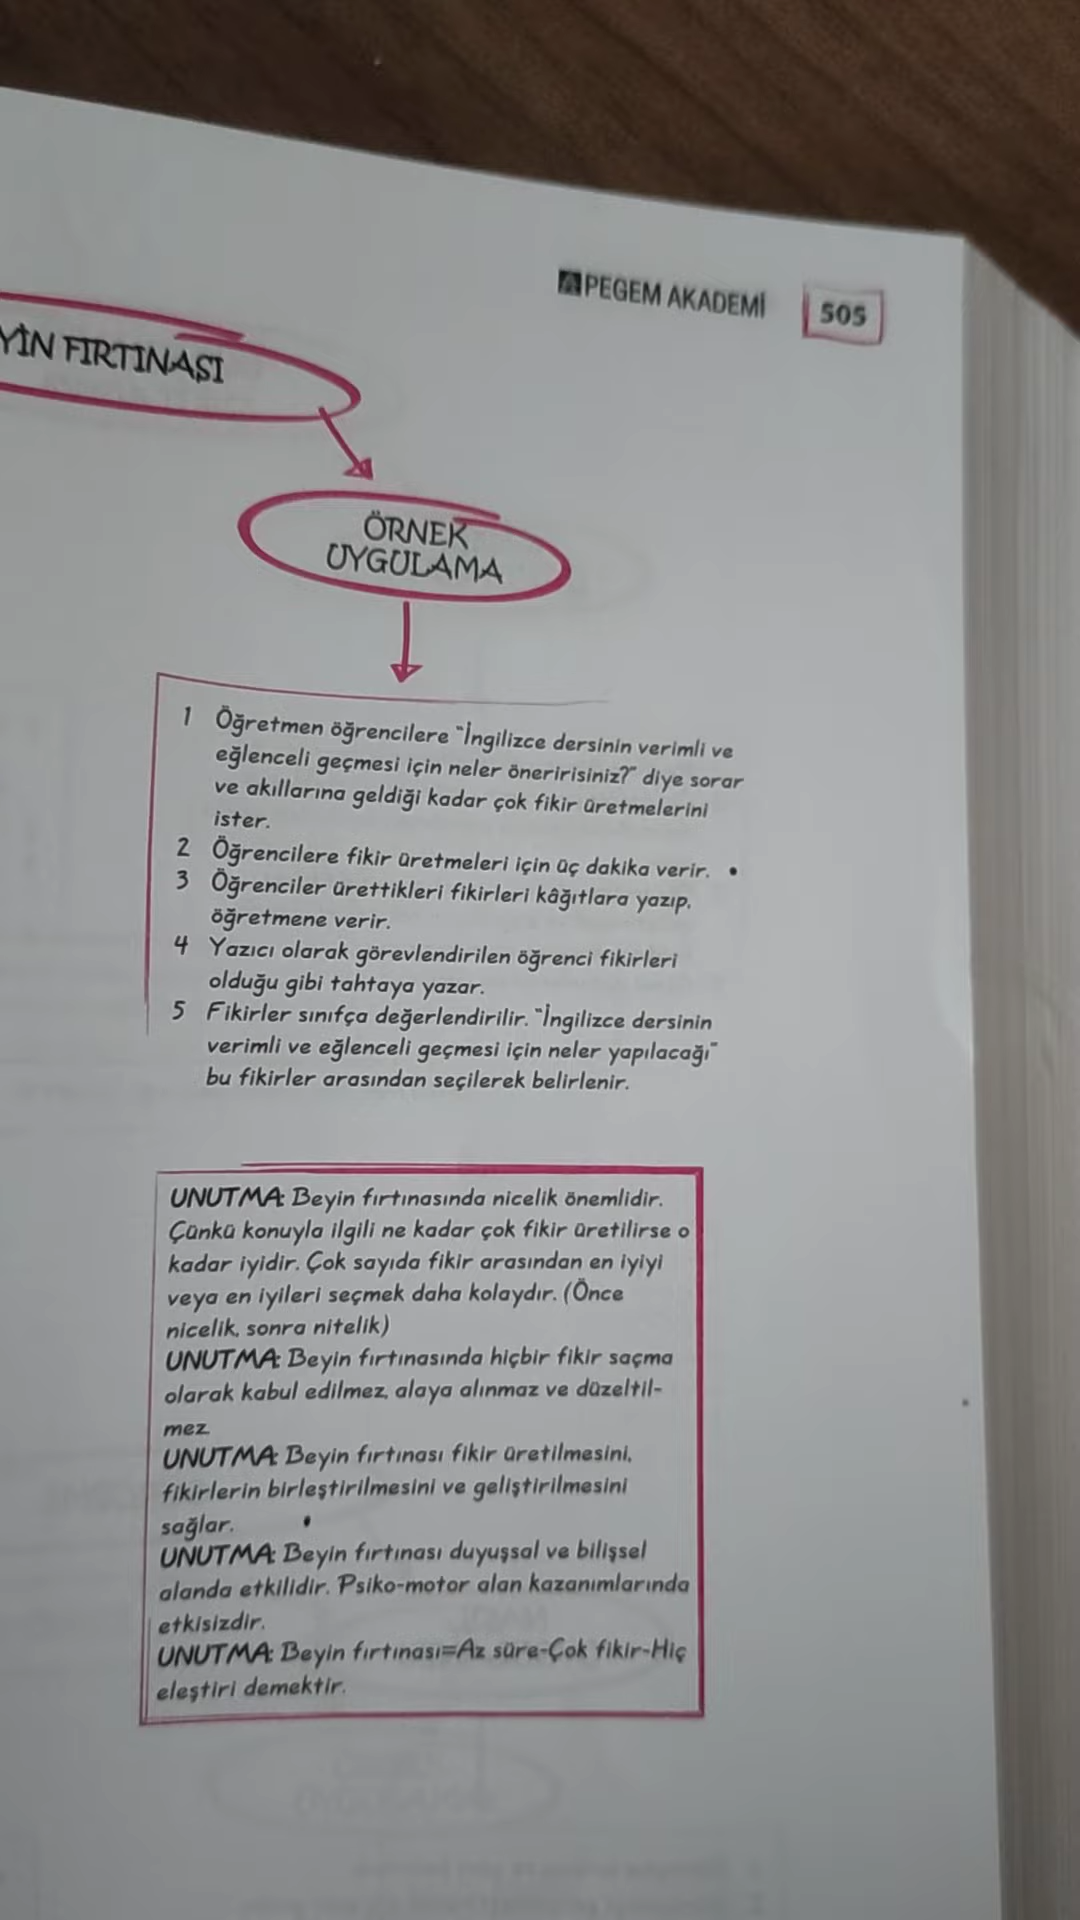 PEGEM AKADEMİ 505
YİN FIRTINASI
ÖRNEK
UYGULAMA
1 Öğretmen öğrencilere "İngilizce dersinin verimli ve
eğlenceli geçmesi için neler öneririsiniz?" diye sorar
ve akıllarına geldiği kadar çok fikir üretmelerini
ister.
2 Öğrencilere fikir üretmeleri için üç dakika verir.
3 Öğrenciler ürettikleri fikirleri kâğıtlara yazıp,
öğretmene verir.
4 Yazıcı olarak görevlendirilen öğrenci fikirleri
olduğu gibi tahtaya yazar.
5 Fikirler sınıfça değerlendirilir. "İngilizce dersinin
verimli ve eğlenceli geçmesi için neler yapılacağı"
bu fikirler arasından seçilerek belirlenir.
UNUTMA: Beyin fırtınasında nicelik önemlidir.
Çünkü konuyla ilgili ne kadar çok fikir üretilirse o
kadar iyidir. Çok sayıda fikir arasından en iyiyi
veya en iyileri seçmek daha kolaydır. (Önce
nicelik, sonra nitelik)
UNUTMA: Beyin fırtınasında hiçbir fikir saçma
olarak kabul edilmez, alaya alınmaz ve düzeltil-
mez.
UNUTMA: Beyin fırtınası fikir üretilmesini,
fikirlerin birleştirilmesini ve geliştirilmesini
sağlar.
UNUTMA: Beyin fırtınası duyuşsal ve bilişsel
alanda etkilidir. Psiko-motor alan kazanımlarında
etkisizdir.
UNUTMA: Beyin fırtınası=Az süre-Çok fikir-Hiç
eleştiri demektir.